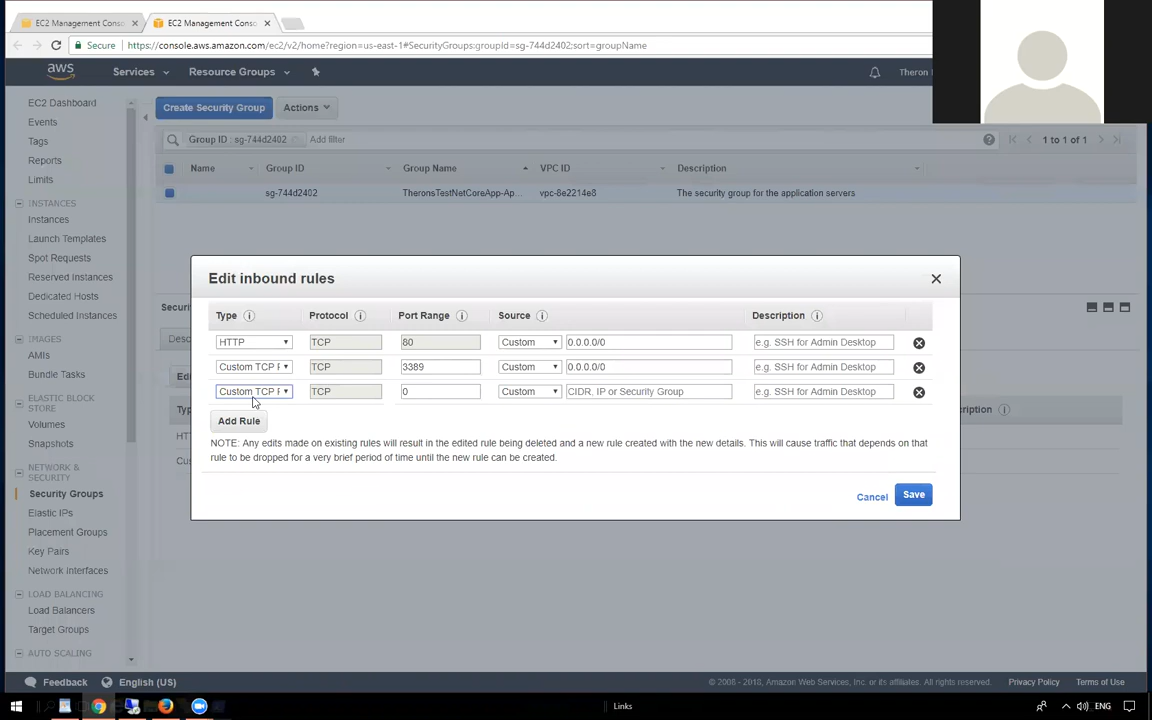 EC2 Management Conso
EC2 Management Conso
Secure
https://console.aws.amazon.com/ec2/v2/home?region=us-east-1#SecurityGroups:groupId=sg-744d2402;sort=groupName
aws
Services
Resource Groups
Theron
EC2 Dashboard
Events
Tags
Reports
Limits
INSTANCES
Instances
Launch Templates
Spot Requests
Reserved Instances
Dedicated Hosts
Scheduled Instances
IMAGES
AMIs
Bundle Tasks
ELASTIC BLOCK
STORE
Volumes
Snapshots
NETWORK &
SECURITY
Security Groups
Elastic IPs
Placement Groups
Key Pairs
Network Interfaces
LOAD BALANCING
Load Balancers
Target Groups
AUTO SCALING
Create Security Group
Actions
Group ID : sg-744d2402
Add filter
1 to 1 of 1
Name
Group ID
Group Name
VPC ID
Description
sg-744d2402
TheronsTestNetCoreApp-Ap...
vpc-8e2214e8
The security group for the application servers
Edit inbound rules
Type
Protocol
Port Range
Source
Description
HTTP
TCP
80
Custom
0.0.0.0/0
e.g. SSH for Admin Desktop
Custom TCP F
TCP
3389
Custom
0.0.0.0/0
e.g. SSH for Admin Desktop
Custom TCP F
TCP
0
Custom
CIDR, IP or Security Group
e.g. SSH for Admin Desktop
Add Rule
NOTE: Any edits made on existing rules will result in the edited rule being deleted and a new rule created with the new details. This will cause traffic that depends on that
rule to be dropped for a very brief period of time until the new rule can be created.
Cancel
Save
Securi
Desc
Edi
Ty
HT
Cus
cription
Feedback
English (US)
© 2008 - 2018, Amazon Web Services, Inc. or its affiliates. All rights reserved.
Privacy Policy
Terms of Use
Links
ENG